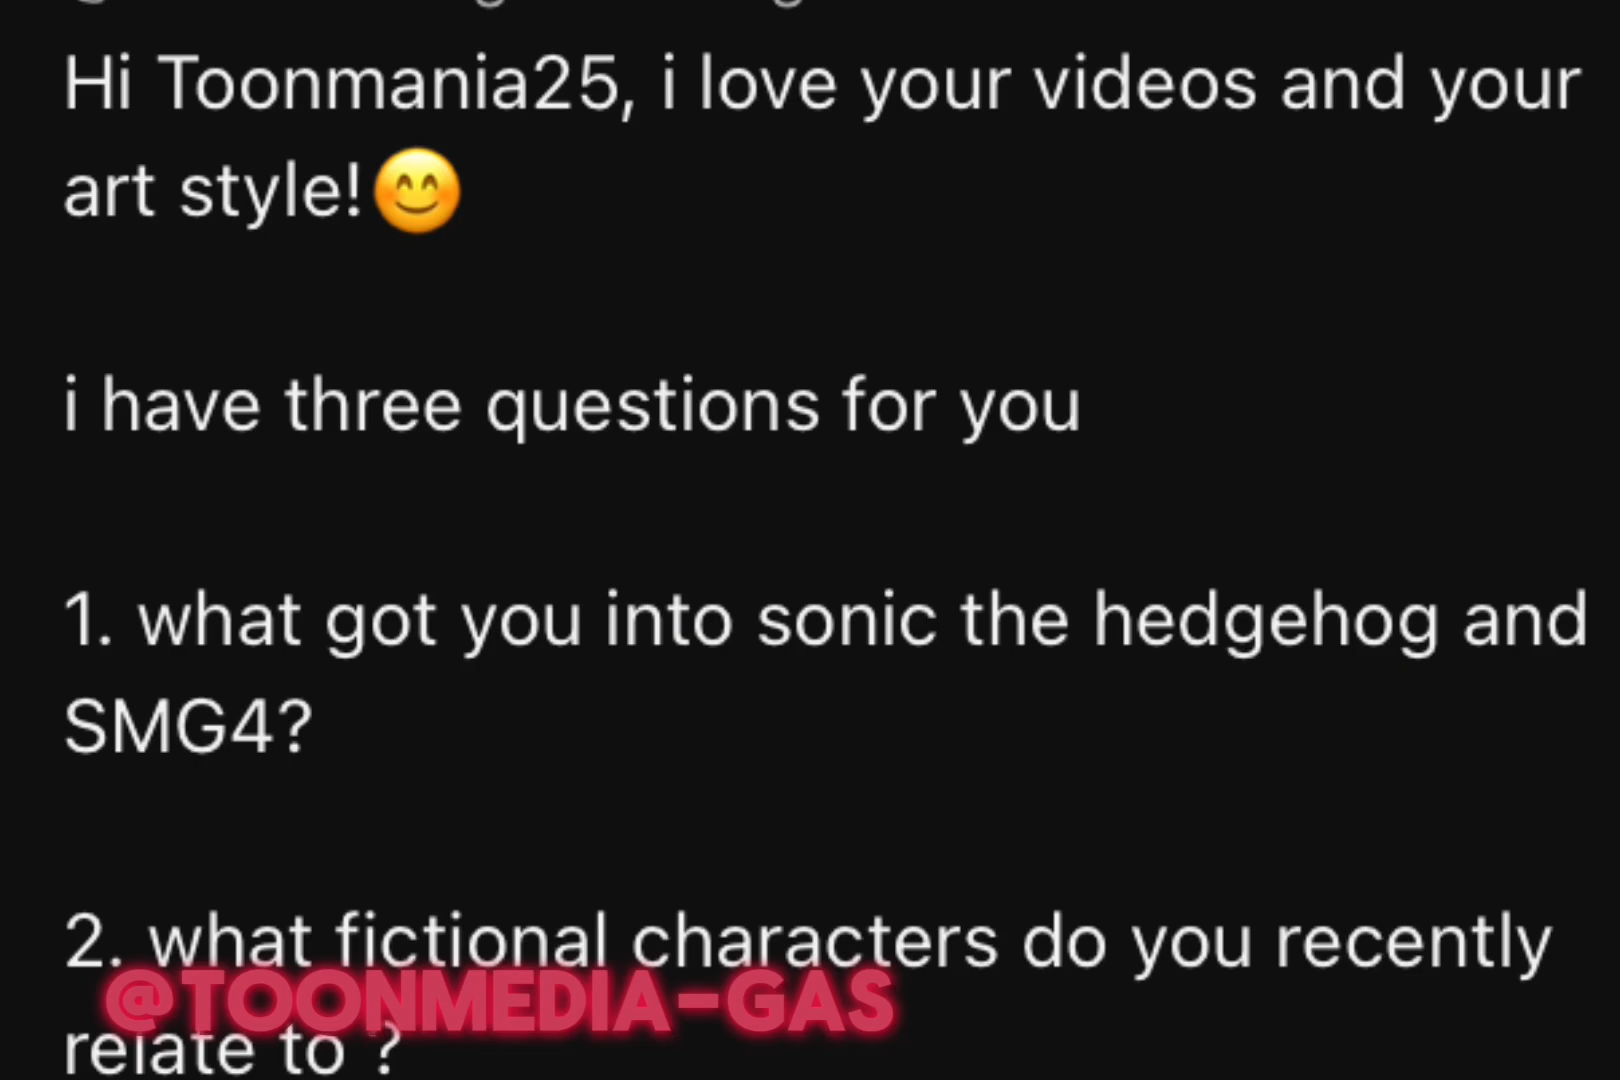 Hi Toonmania25, i love your videos and your
art style!😊
i have three questions for you
1. what got you into sonic the hedgehog and
SMG4?
2. what fictional characters do you recently
@TOONMEDIA-GAS
relate to ?